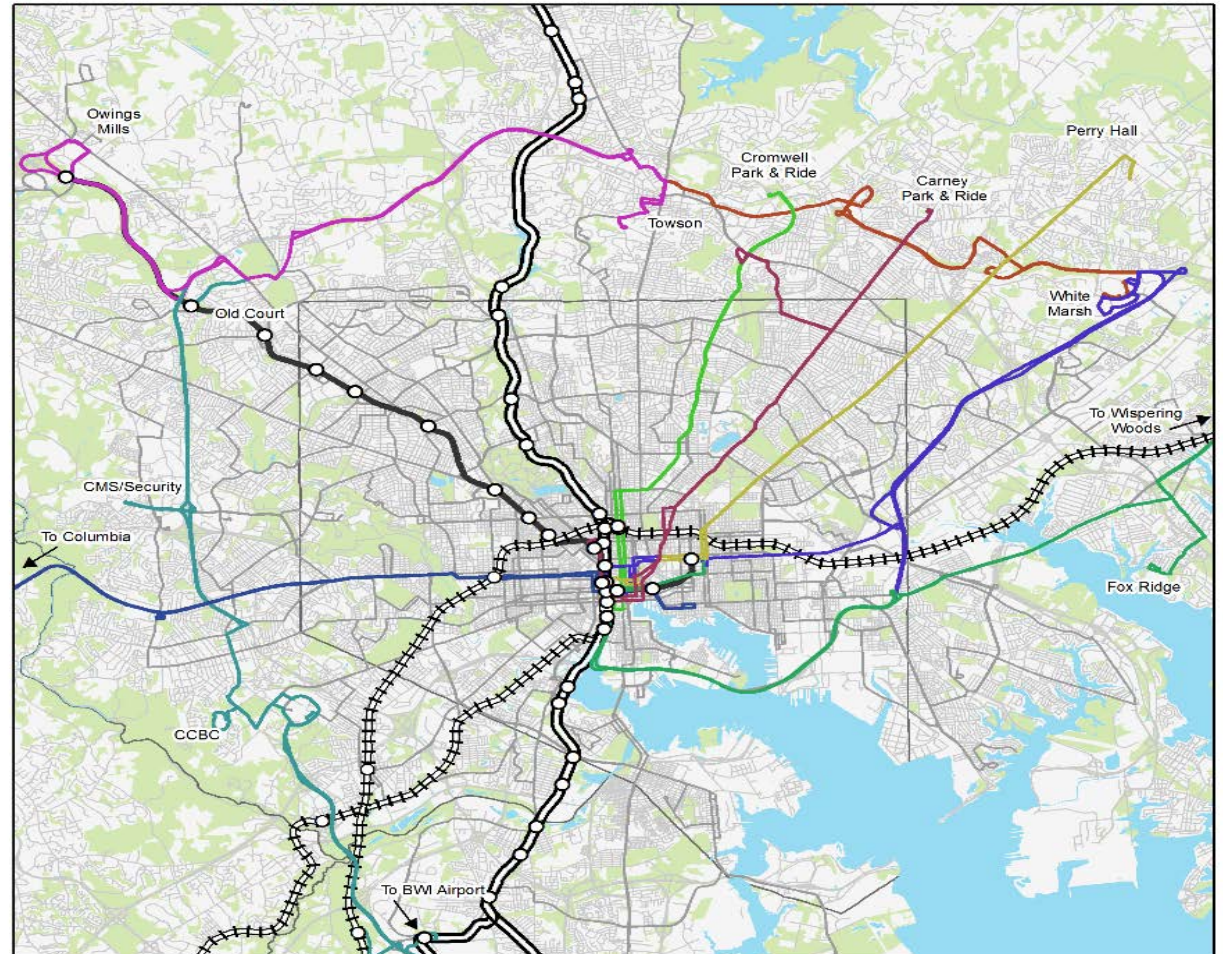 Owings
Mills
Perry Hall
Cromwell
Park & Ride
Carney
Park & Ride
Towson
White
Marsh
Old Court
To Wispering
Woods
CMS/Security
To Columbia
Fox Ridge
CCBC
To BWI Airport